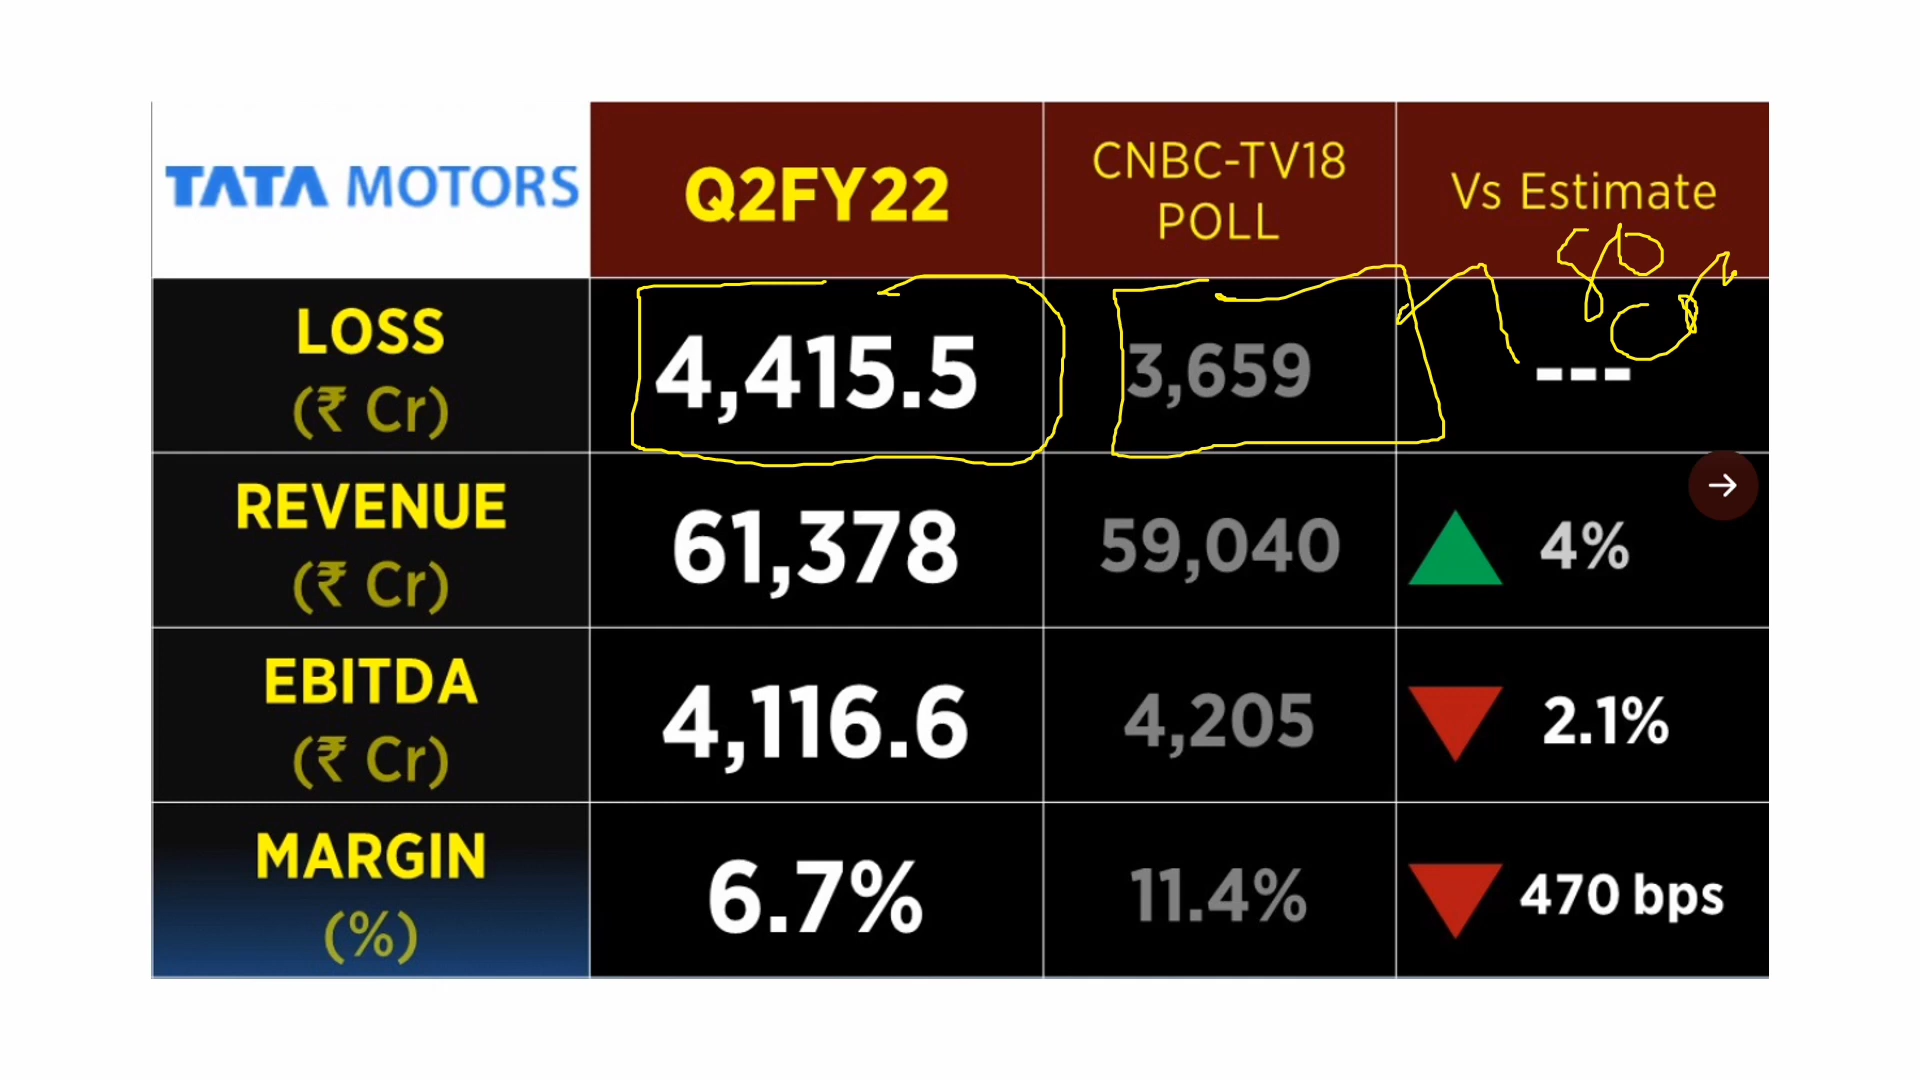 TATA MOTORS
Q2FY22
CNBC-TV18
POLL
Vs Estimate
LOSS
(₹ Cr)
4,415.5
3,659
---
REVENUE
(₹ Cr)
61,378
59,040
4%
EBITDA
(₹ Cr)
4,116.6
4,205
2.1%
MARGIN
(%)
6.7%
11.4%
470 bps